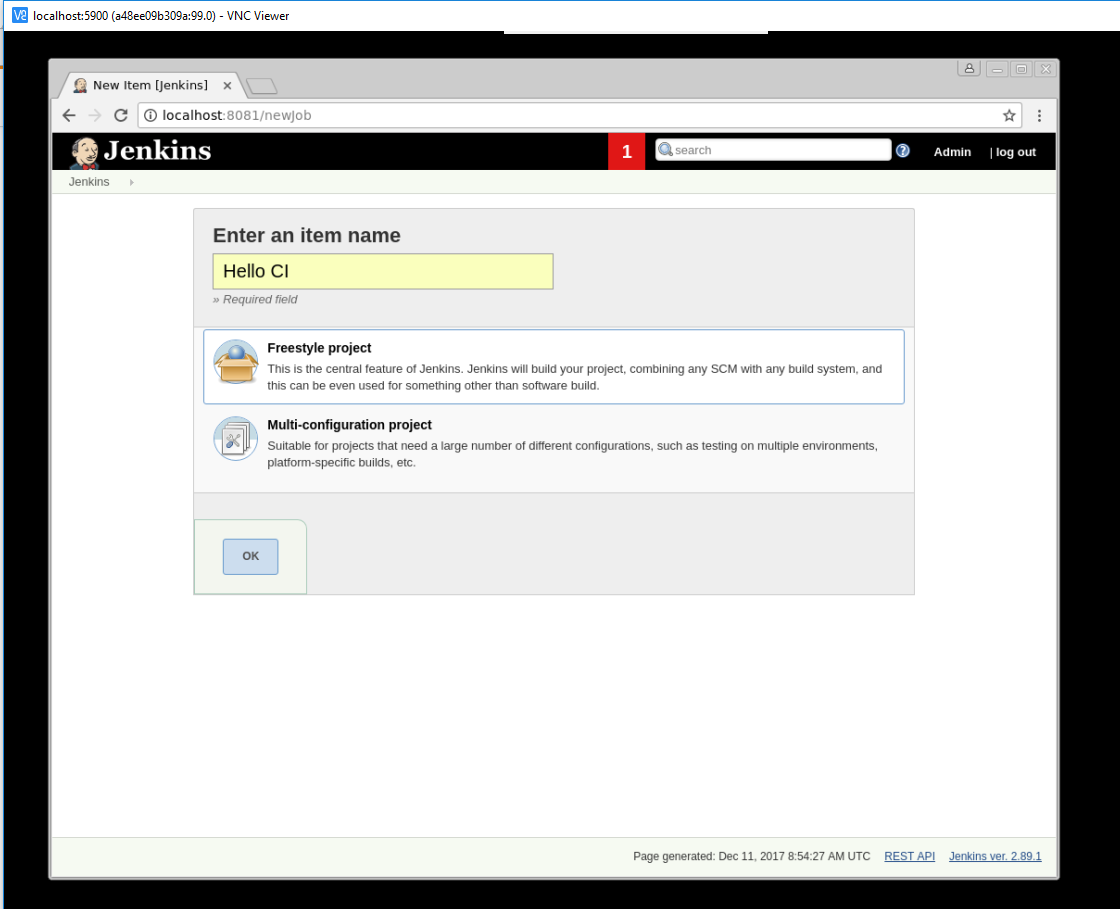 localhost:5900 (a48ee09b309a:99.0) - VNC Viewer
New Item [Jenkins]
localhost:8081/newJob
Jenkins
1
search
Admin
| log out
Jenkins
Enter an item name
Hello CI
» Required field
Freestyle project
This is the central feature of Jenkins. Jenkins will build your project, combining any SCM with any build system, and
this can be even used for something other than software build.
Multi-configuration project
Suitable for projects that need a large number of different configurations, such as testing on multiple environments,
platform-specific builds, etc.
OK
Page generated: Dec 11, 2017 8:54:27 AM UTC REST API Jenkins ver. 2.89.1